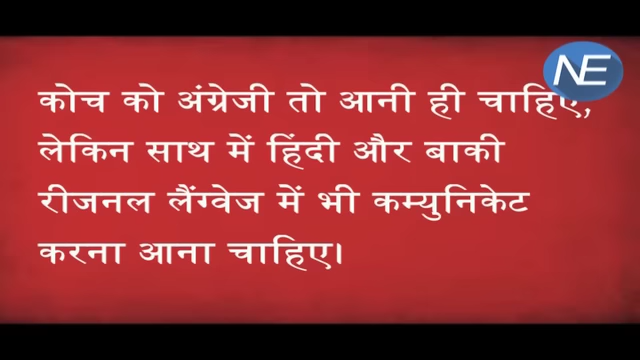 NE
कोच को अंग्रेजी तो आनी ही चाहिए,
लेकिन साथ में हिंदी और बाकी
रीजनल लैंग्वेज में भी कम्युनिकेट
करना आना चाहिए।